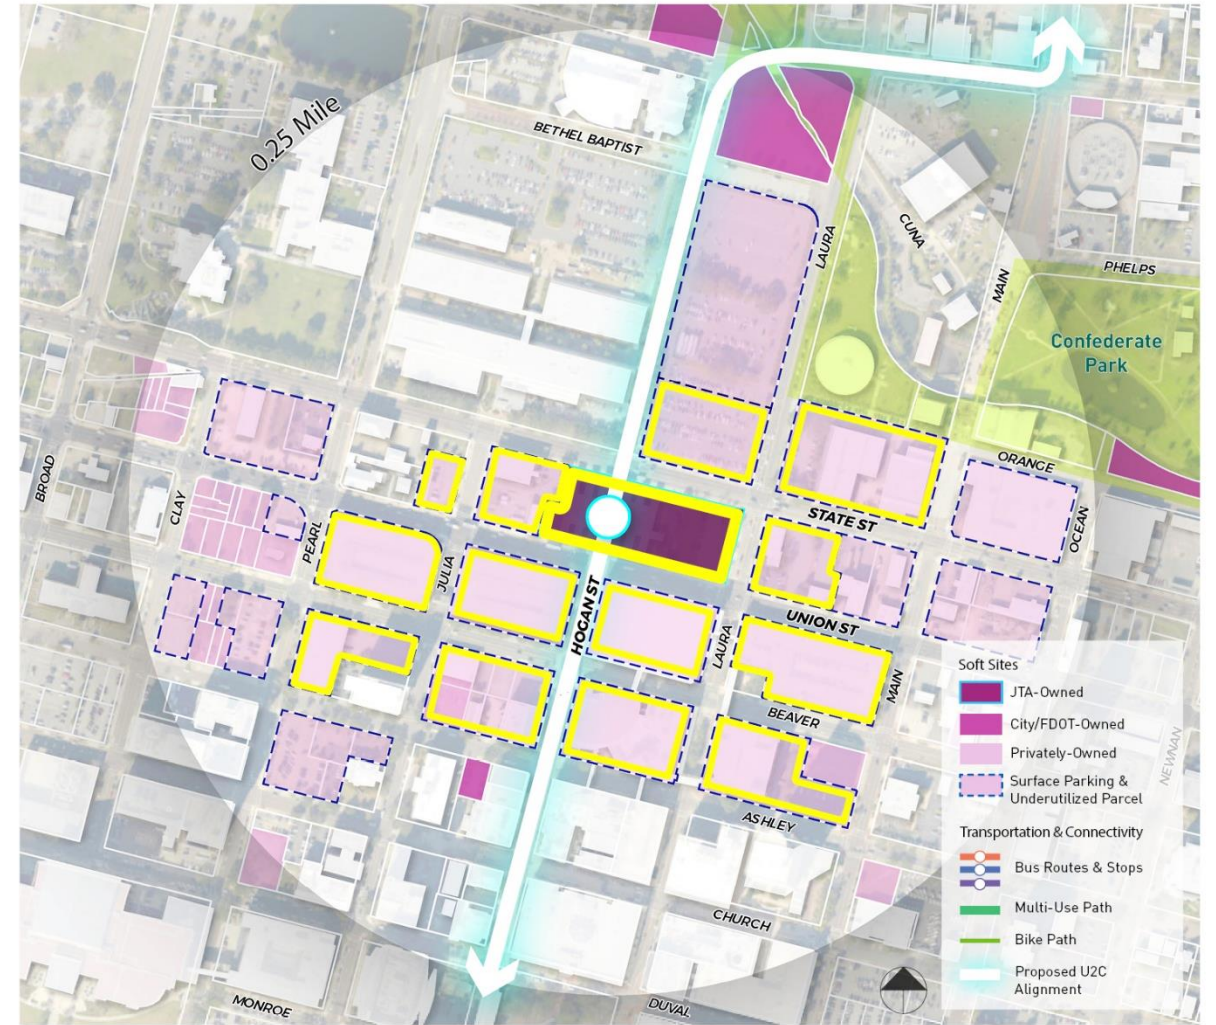 0.25 Mile
BETHEL BAPTIST
LAURA
CUNA
MAIN
PHELPS
Confederate
Park
BROAD
CLAY
PEARL
JULIA
HOGAN ST
STATE ST
ORANGE
OCEAN
UNION ST
LAURA
MAIN
BEAVER
ASHLEY
CHURCH
MONROE
DUVAL
NEWNAN
Soft Sites
JTA-Owned
City/FDOT-Owned
Privately-Owned
Surface Parking &
Underutilized Parcel
Transportation & Connectivity
Bus Routes & Stops
Multi-Use Path
Bike Path
Proposed U2C
Alignment